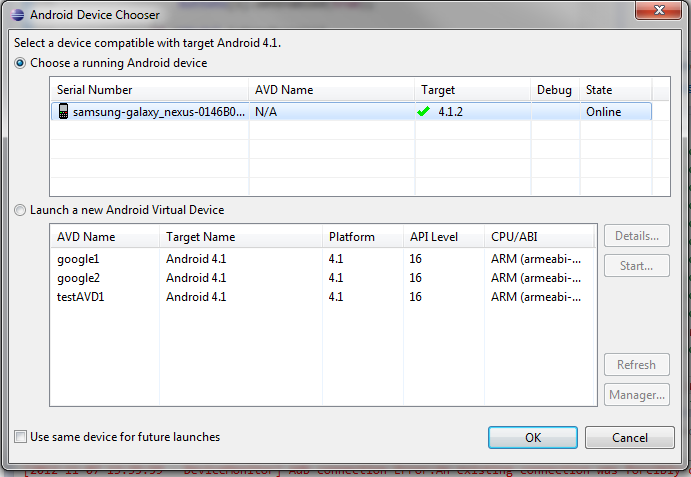 Android Device Chooser
Select a device compatible with target Android 4.1.
Choose a running Android device
Serial Number AVD Name Target Debug State
samsung-galaxy_nexus-0146B0... N/A 4.1.2 Online
Launch a new Android Virtual Device
AVD Name Target Name Platform API Level CPU/ABI
google1 Android 4.1 4.1 16 ARM (armeabi-...
google2 Android 4.1 4.1 16 ARM (armeabi-...
testAVD1 Android 4.1 4.1 16 ARM (armeabi-...
Details...
Start...
Refresh
Manager...
Use same device for future launches
OK Cancel